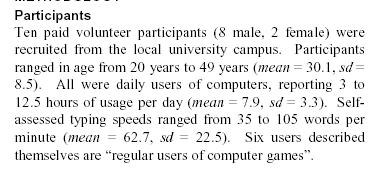 Participants
Ten paid volunteer participants (8 male, 2 female) were
recruited from the local university campus. Participants
ranged in age from 20 years to 49 years (mean = 30.1, sd =
8.5). All were daily users of computers, reporting 3 to
12.5 hours of usage per day (mean = 7.9, sd = 3.3). Self-
assessed typing speeds ranged from 35 to 105 words per
minute (mean = 62.7, sd = 22.5). Six users described
themselves are “regular users of computer games”.